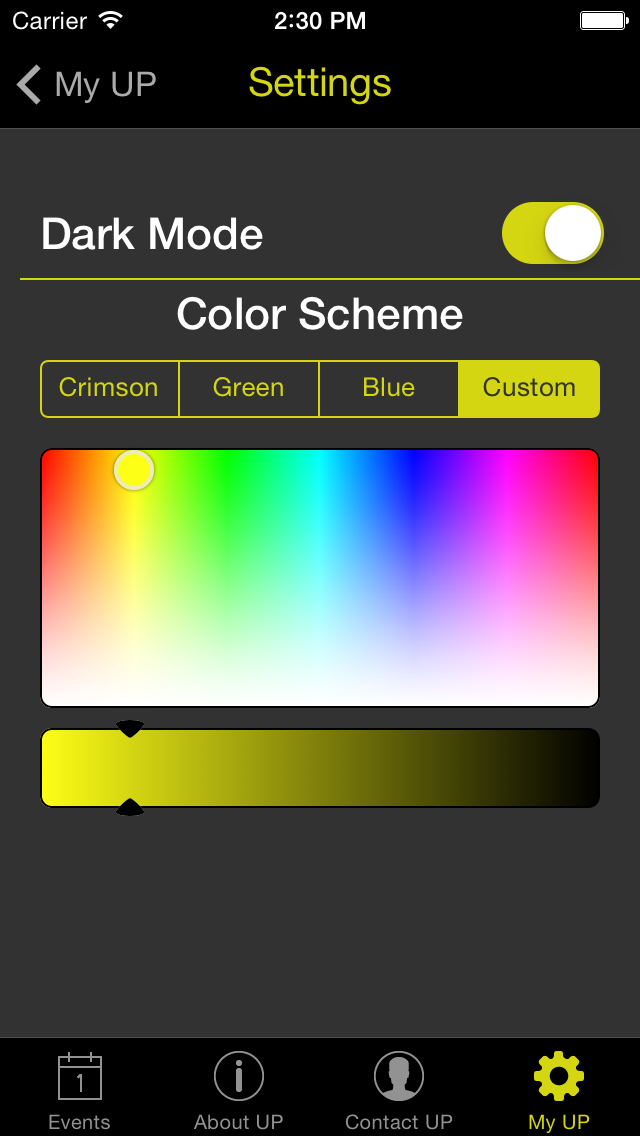 Carrier 2:30 PM
My UP Settings
Dark Mode
Color Scheme
Crimson Green Blue Custom
1
Events About UP Contact UP My UP